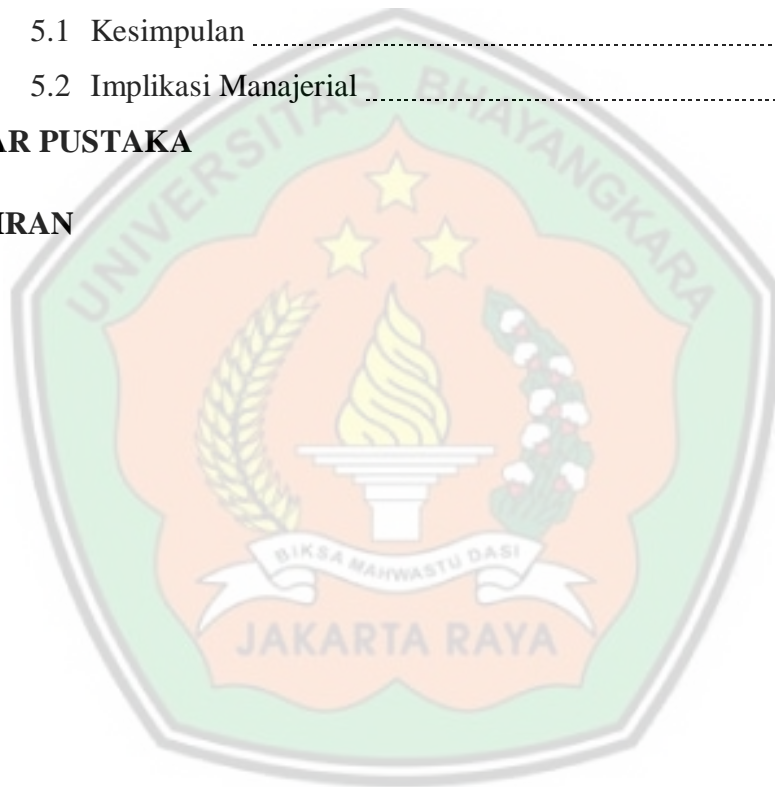 5.1 Kesimpulan
5.2 Implikasi Manajerial
AR PUSTAKA
IRAN
UNIVERSITAS BHAYANGKARA
BIKSA MAHWASTU DASI
JAKARTA RAYA